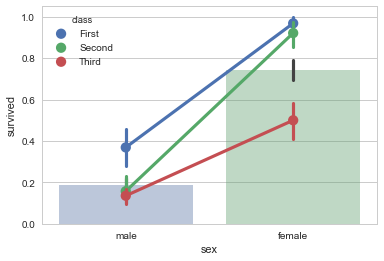 class
First
Second
Third
1.0
0.8
0.6
0.4
0.2
0.0
survived
male
female
sex